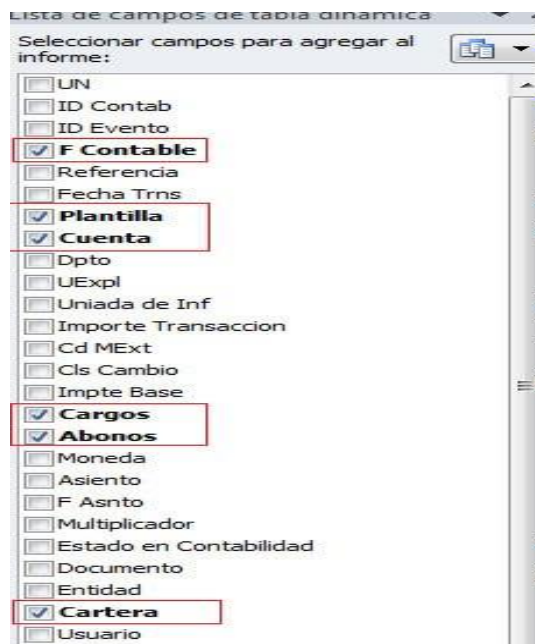 Lista de campos de tabla dinámica
Seleccionar campos para agregar al
informe:
UN
ID Contab
ID Evento
F Contable
Referencia
Fecha Trns
Plantilla
Cuenta
Dpto
UExpl
Uniada de Inf
Importe Transaccion
Cd MExt
Cls Cambio
Impte Base
Cargos
Abonos
Moneda
Asiento
F Asnto
Multiplicador
Estado en Contabilidad
Documento
Entidad
Cartera
Usuario